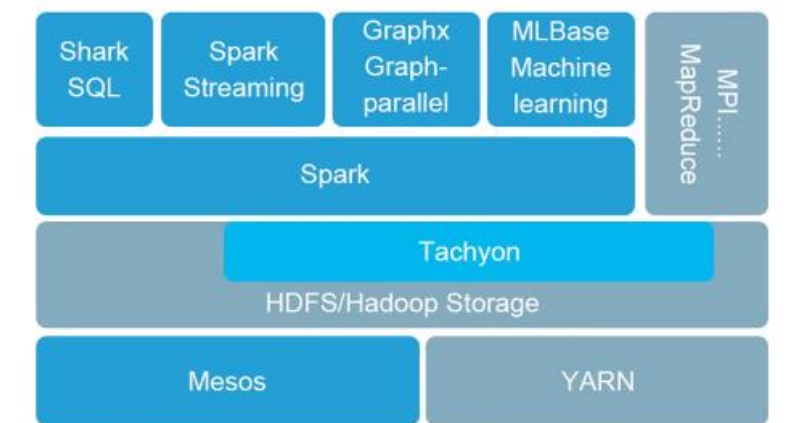 Shark
SQL
Spark
Streaming
Graphx
Graph-
parallel
MLBase
Machine
learning
MPI......
MapReduce
Spark
Tachyon
HDFS/Hadoop Storage
Mesos
YARN